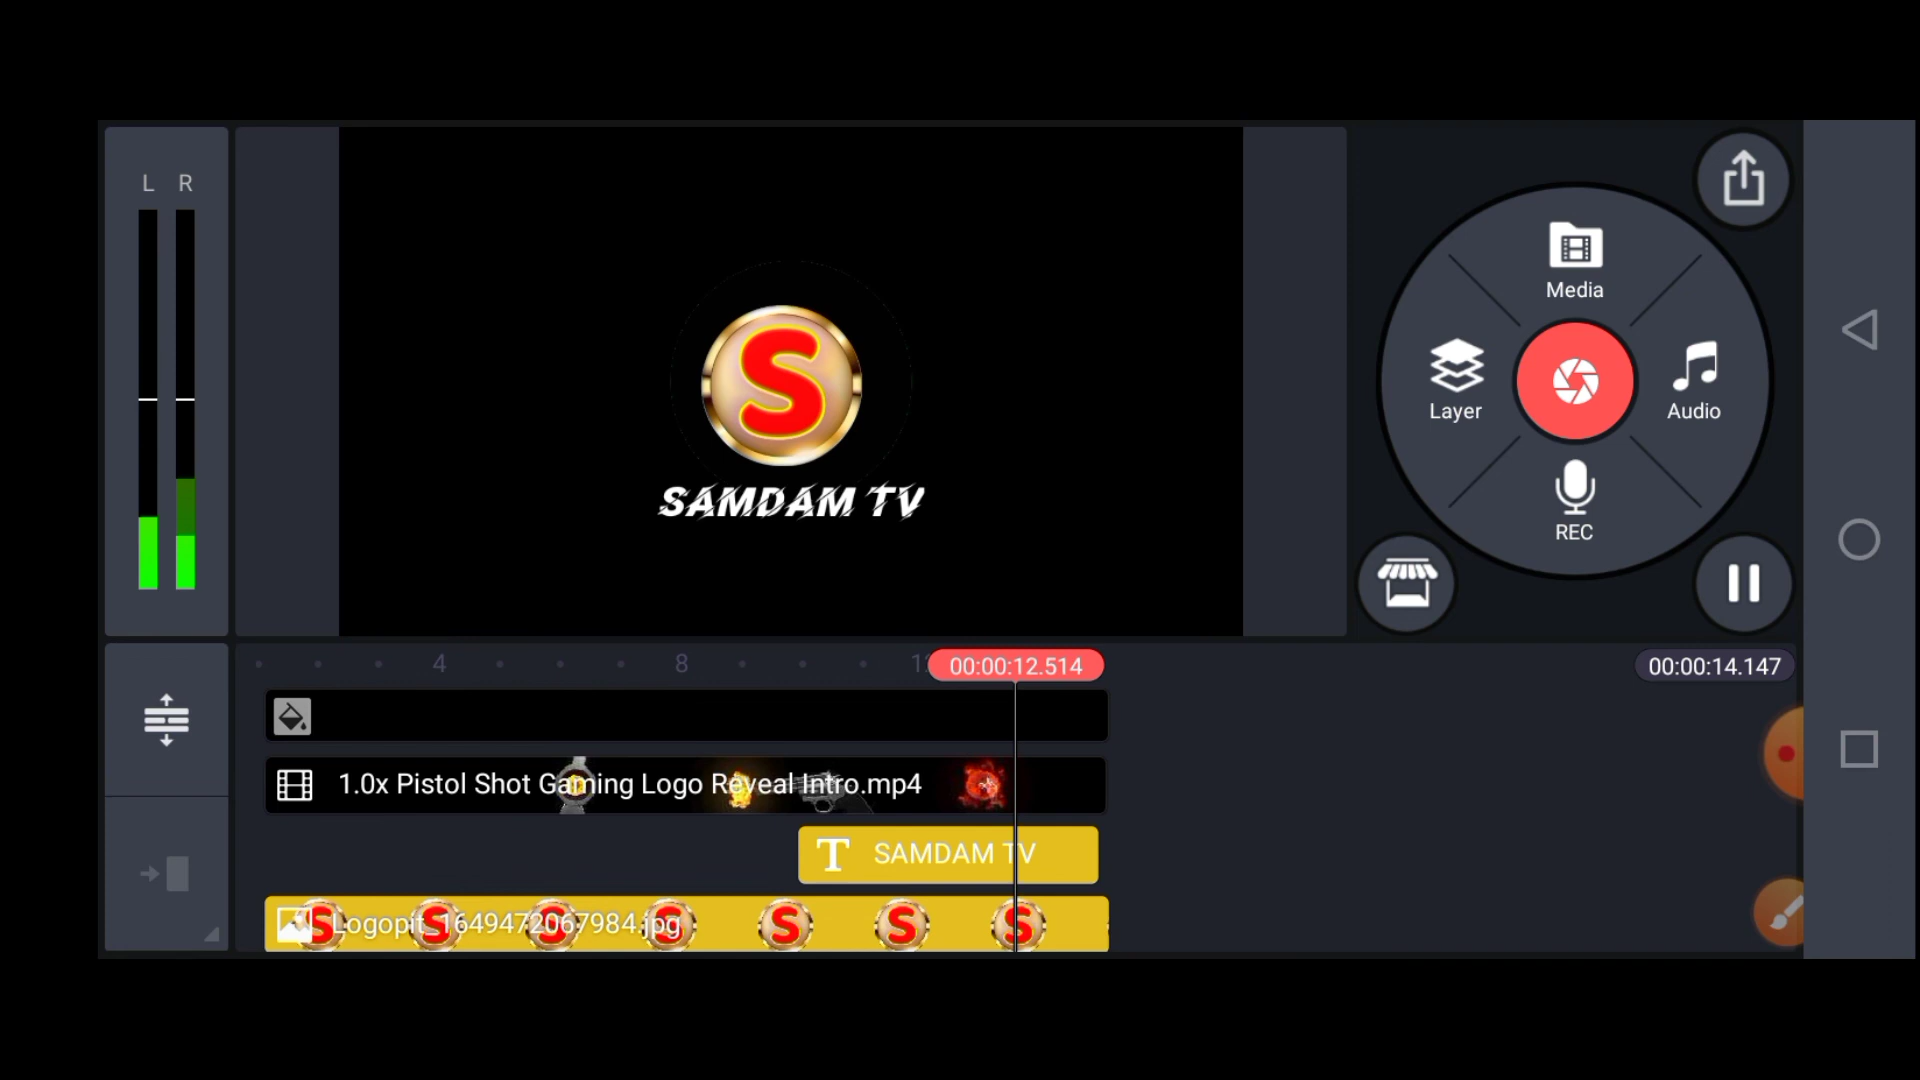 L R
S
SAMDAM TV
Media
Layer
Audio
REC
4
8
00:00:12.514
00:00:14.147
1.0x Pistol Shot Gaming Logo Reveal Intro.mp4
T SAMDAM TV
Logopit_1649472067984.jpg